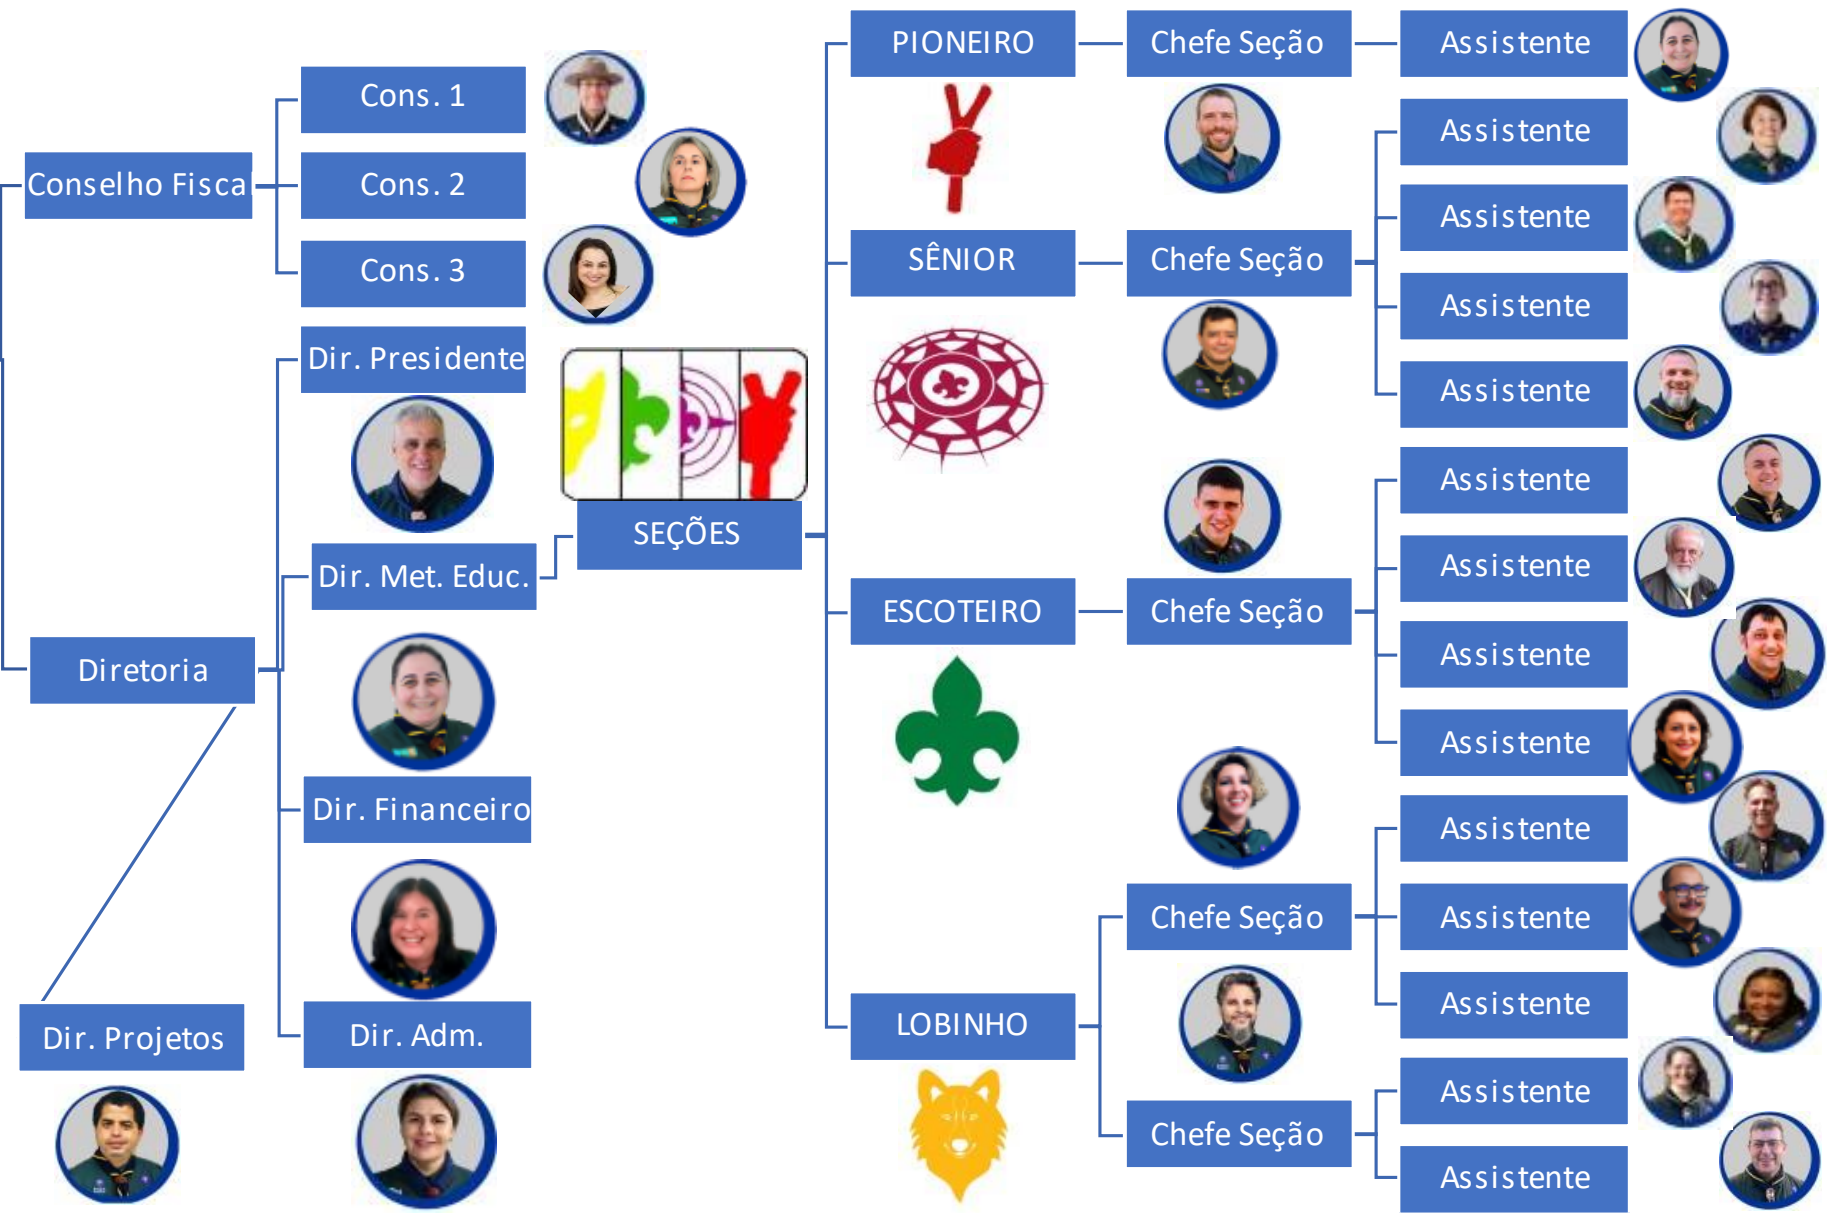 Conselho Fisca
Cons. 1
Cons. 2
Cons. 3
Diretoria
Dir. Presidente
Dir. Met. Educ.
Dir. Financeiro
Dir. Adm.
Dir. Projetos
SEÇÕES
PIONEIRO
Chefe Seção
Assistente
SÊNIOR
Chefe Seção
Assistente
Assistente
Assistente
Assistente
ESCOTEIRO
Chefe Seção
Assistente
Assistente
Assistente
Assistente
LOBINHO
Chefe Seção
Assistente
Assistente
Assistente
Chefe Seção
Assistente
Assistente